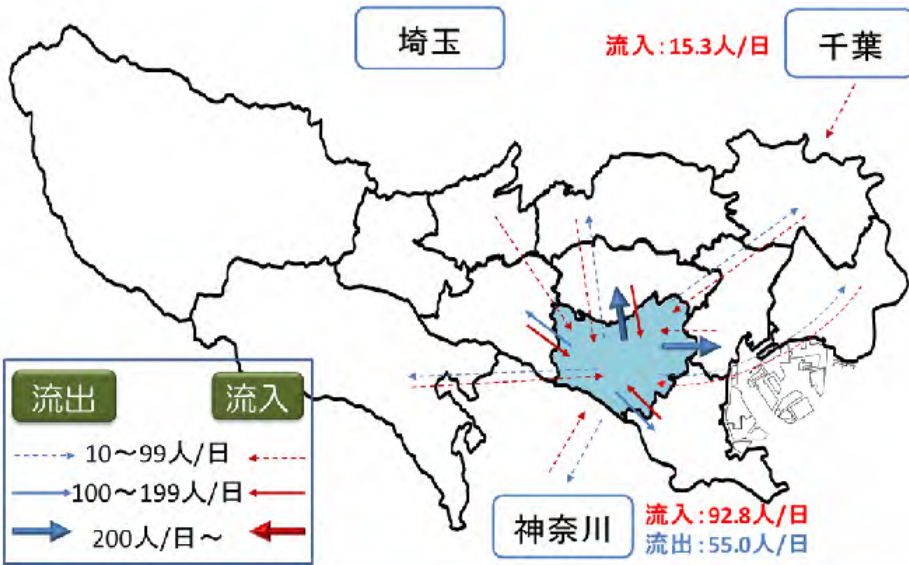 埼玉
流入:15.3人/日
千葉
流出 流入
10～99人/日
100～199人/日
200人/日～
神奈川
流入:92.8人/日
流出:55.0人/日